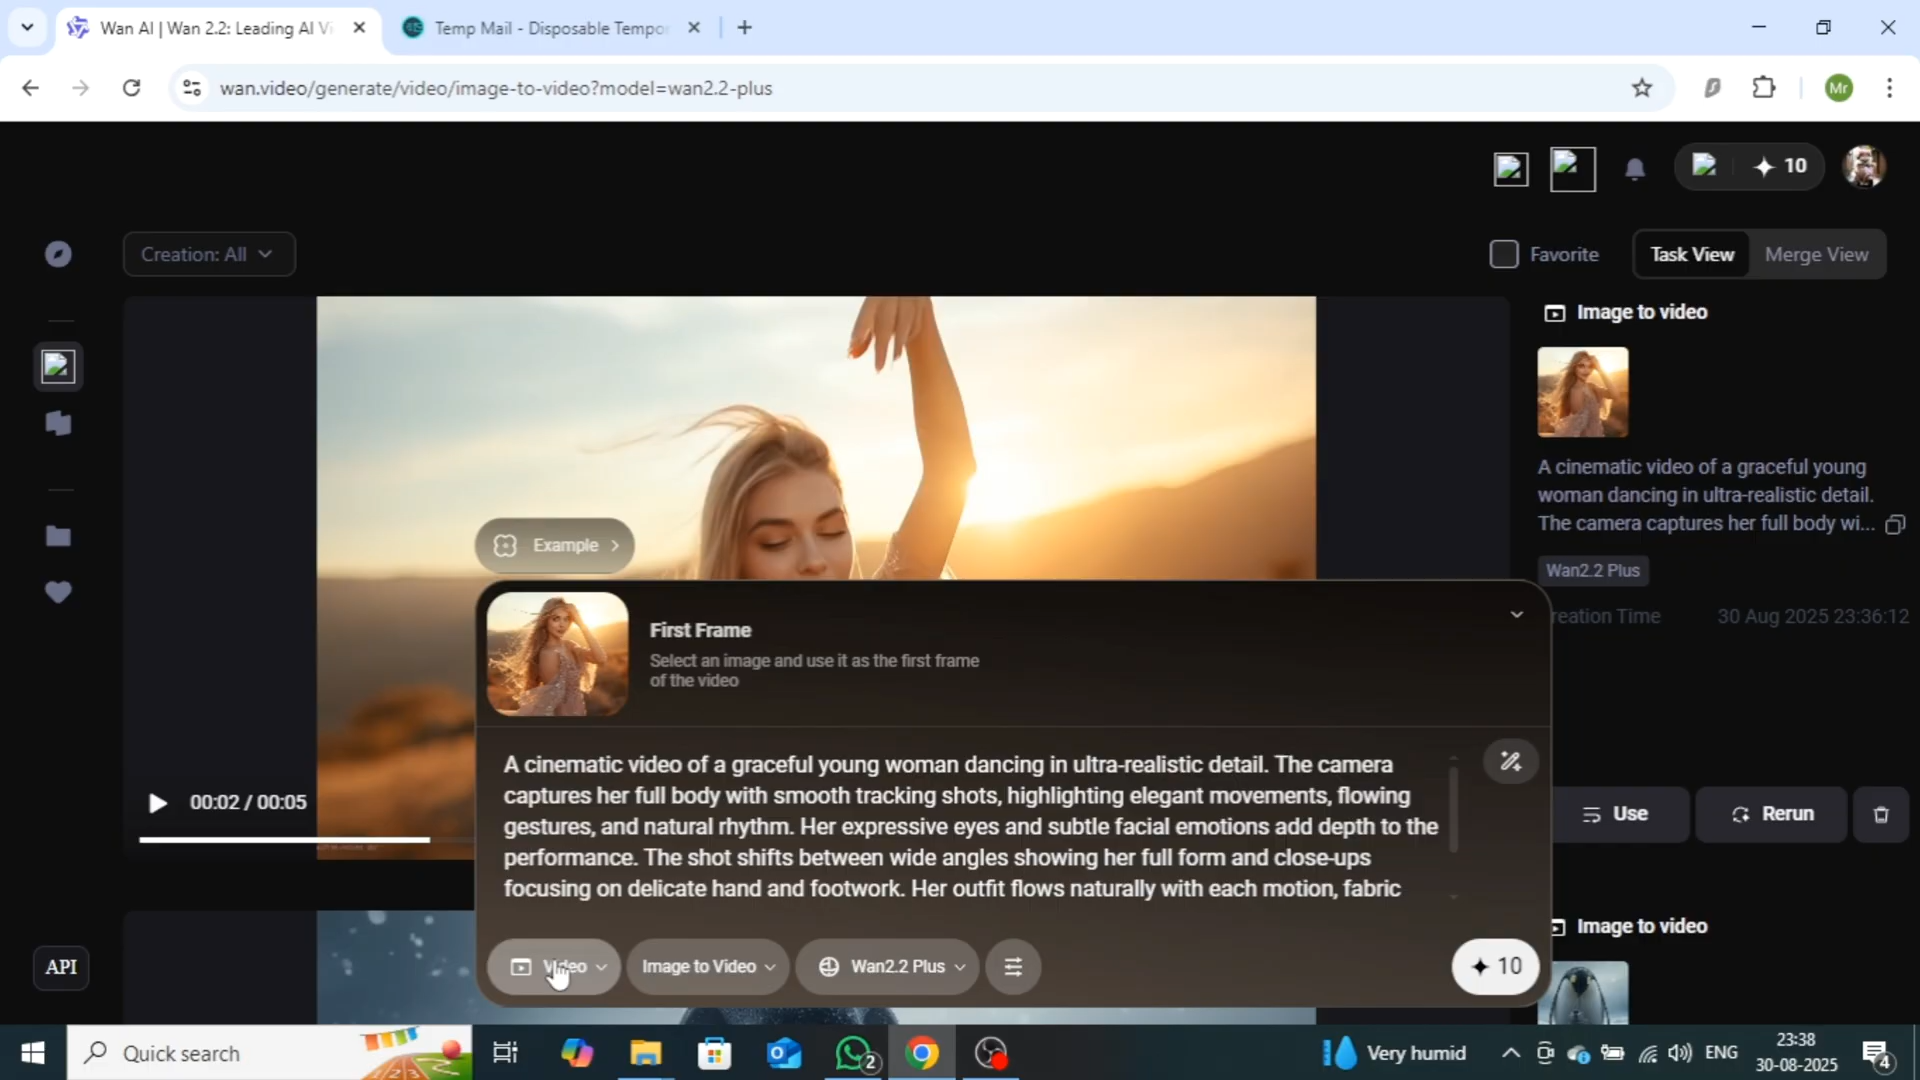 Wan AI | Wan 2.2: Leading AI Vi
Temp Mail - Disposable Tempor
wan.video/generate/video/image-to-video?model=wan2.2-plus
Mr
10
Creation: All
Favorite
Task View
Merge View
Image to video
A cinematic video of a graceful young
woman dancing in ultra-realistic detail.
The camera captures her full body wi...
Wan2.2 Plus
reation Time
30 Aug 2025 23:36:12
Example
First Frame
Select an image and use it as the first frame
of the video
A cinematic video of a graceful young woman dancing in ultra-realistic detail. The camera
captures her full body with smooth tracking shots, highlighting elegant movements, flowing
gestures, and natural rhythm. Her expressive eyes and subtle facial emotions add depth to the
performance. The shot shifts between wide angles showing her full form and close-ups
focusing on delicate hand and footwork. Her outfit flows naturally with each motion, fabric
00:02 / 00:05
Use
Rerun
Image to video
API
Video
Image to Video
Wan2.2 Plus
10
Quick search
2
Very humid
ENG
23:38
30-08-2025
4